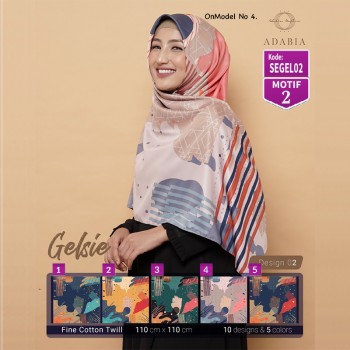 OnModel No 4.
ADABIA
Kode:
SEGEL02
MOTIF
2
Gelsie
Design 02
1 2 3 4 5
Fine Cotton Twill
110 cm x 110 cm
10 designs & 5 colors